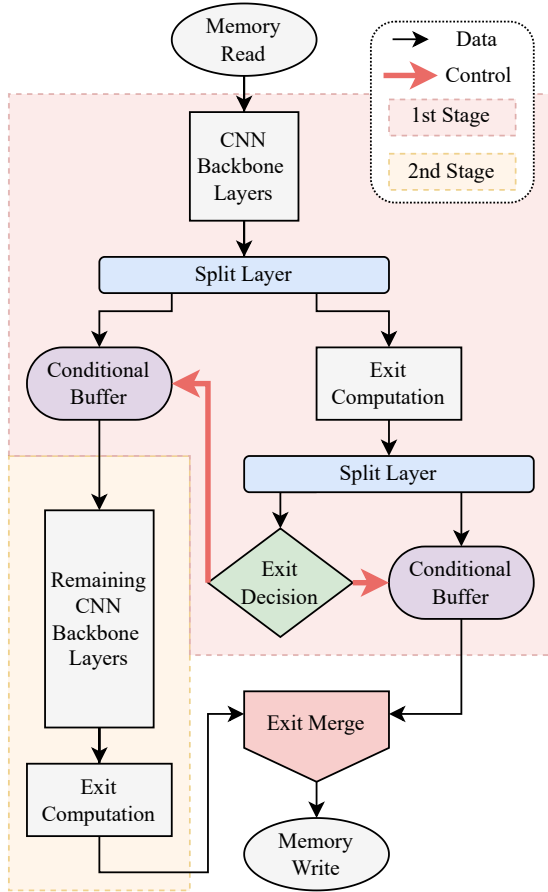 Memory
Read
Data
Control
1st Stage
2nd Stage
CNN
Backbone
Layers
Split Layer
Conditional
Buffer
Exit
Computation
Split Layer
Remaining
CNN
Backbone
Layers
Exit
Decision
Conditional
Buffer
Exit Merge
Exit
Computation
Memory
Write